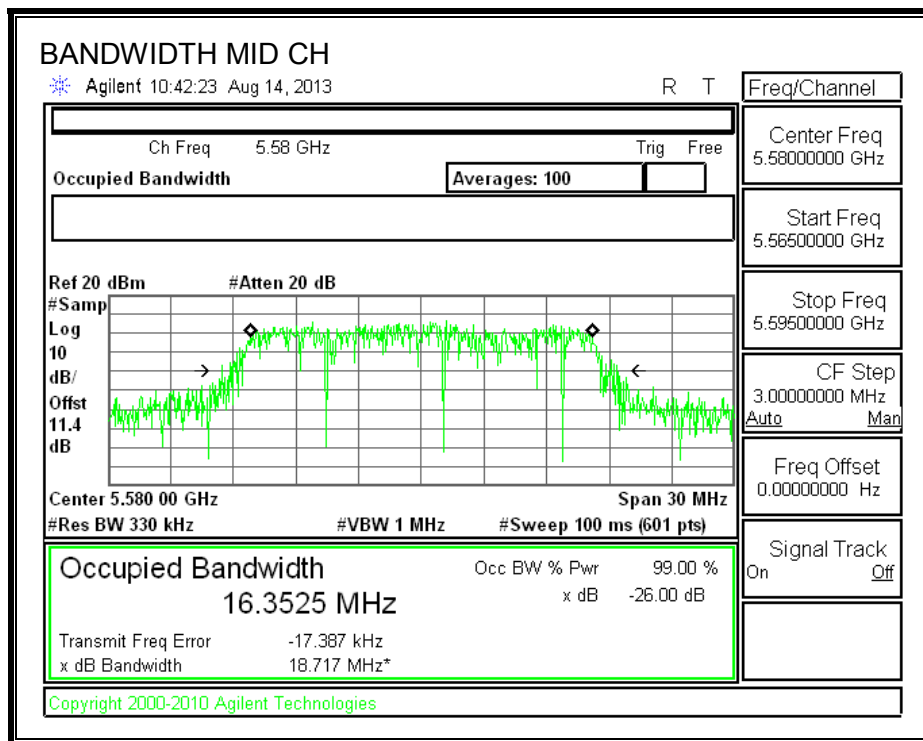 BANDWIDTH MID CH
Agilent 10:42:23 Aug 14, 2013 R T
Freq/Channel
Ch Freq 5.58 GHz Trig Free
Occupied Bandwidth Averages: 100
Center Freq
5.58000000 GHz
Start Freq
5.56500000 GHz
Stop Freq
5.59500000 GHz
CF Step
3.00000000 MHz
Auto Man
Freq Offset
0.00000000 Hz
Signal Track
On Off
Ref 20 dBm #Atten 20 dB
#Samp
Log
10
dB/
Offst
11.4
dB
Center 5.580 00 GHz Span 30 MHz
#Res BW 330 kHz #VBW 1 MHz #Sweep 100 ms (601 pts)
Occupied Bandwidth Occ BW % Pwr 99.00 %
16.3525 MHz x dB -26.00 dB
Transmit Freq Error -17.387 kHz
x dB Bandwidth 18.717 MHz*
Copyright 2000-2010 Agilent Technologies